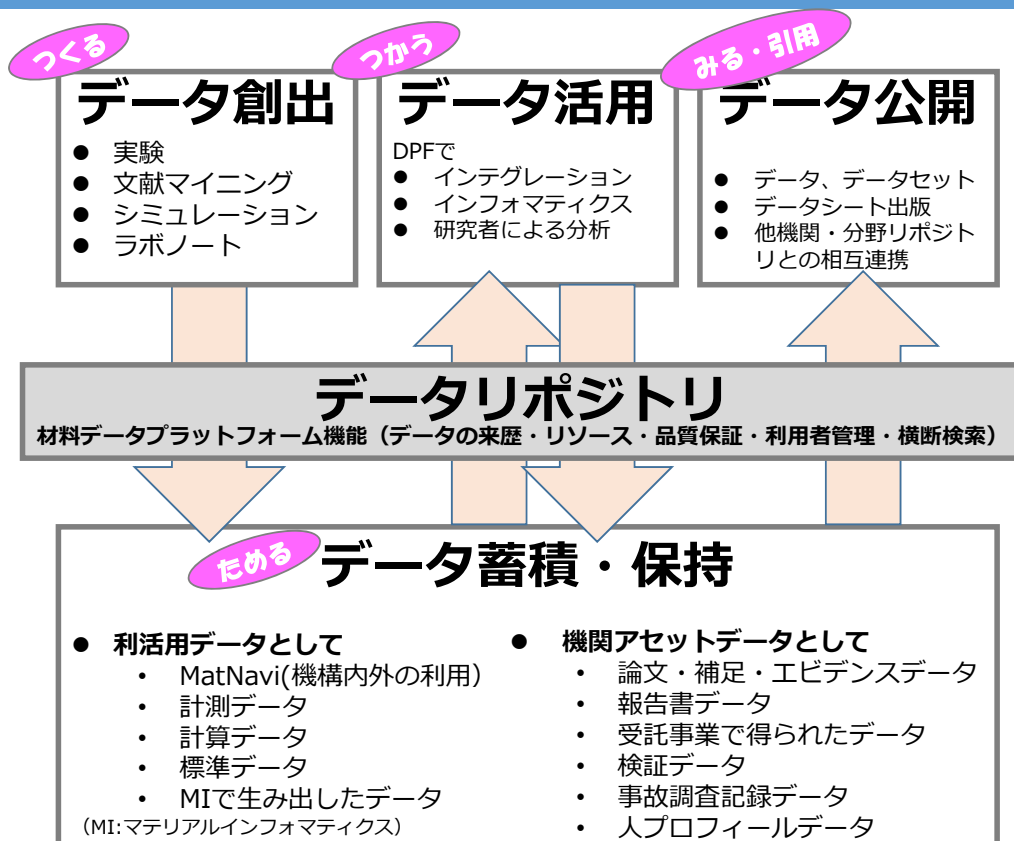 つくる
データ創出
● 実験
● 文献マイニング
● シミュレーション
● ラボノート
つかう
データ活用
DPFで
● インテグレーション
● インフォマティクス
● 研究者による分析
みる・引用
データ公開
● データ、データセット
● データシート出版
● 他機関・分野リポジト
リとの相互連携
データリポジトリ
材料データプラットフォーム機能（データの来歴・リソース・品質保証・利用者管理・横断検索）
ためる
データ蓄積・保持
● 利活用データとして
• MatNavi(機構内外の利用）
• 計測データ
• 計算データ
• 標準データ
• MIで生み出したデータ
（MI:マテリアルインフォマティクス）
● 機関アセットデータとして
• 論文・補足・エビデンスデータ
• 報告書データ
• 受託事業で得られたデータ
• 検証データ
• 事故調査記録データ
• 人プロフィールデータ